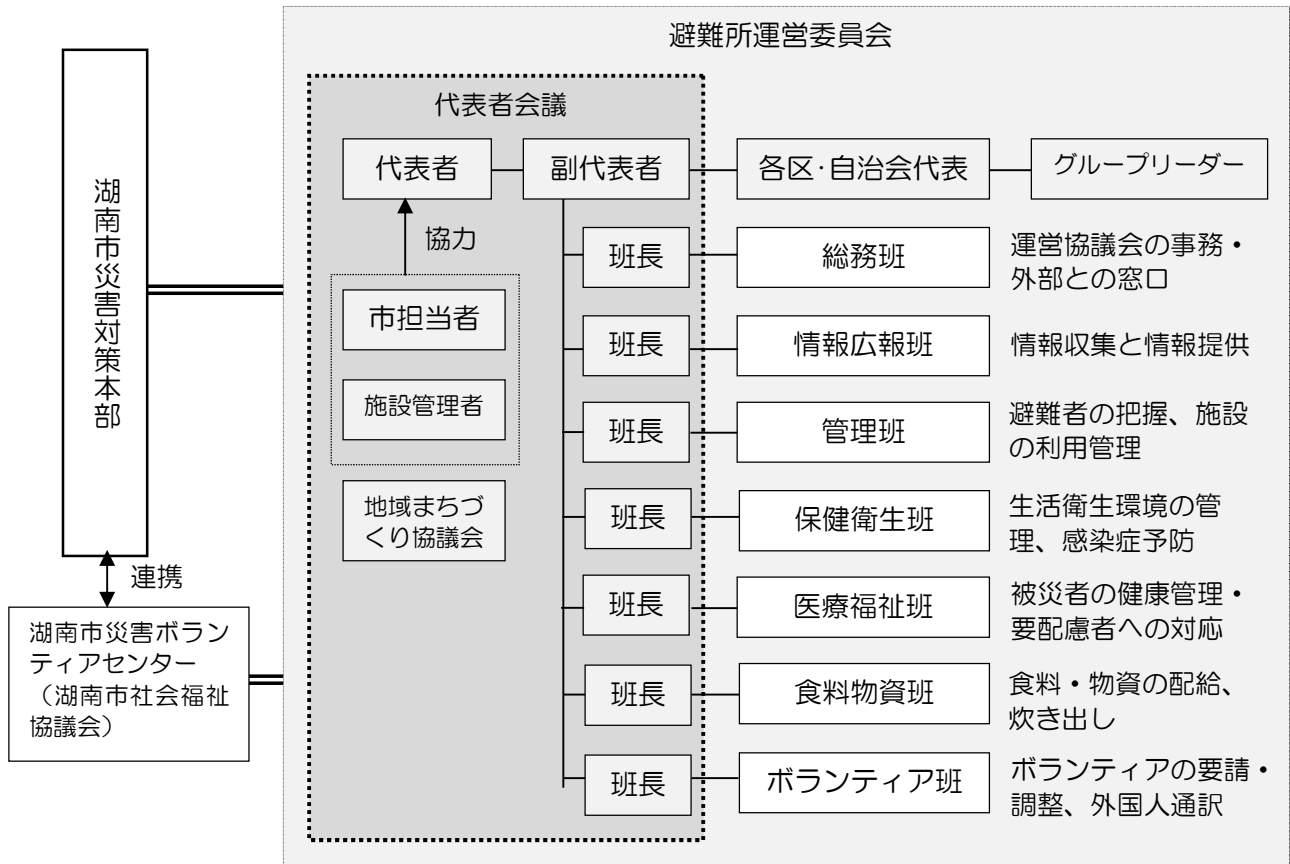 避難所運営委員会
代表者会議
代表者
副代表者
各区・自治会代表
グループリーダー
協力
市担当者
施設管理者
地域まちづ
くり協議会
班長
総務班
運営協議会の事務・
外部との窓口
班長
情報広報班
情報収集と情報提供
班長
管理班
避難者の把握、施設
の利用管理
班長
保健衛生班
生活衛生環境の管
理、感染症予防
班長
医療福祉班
被災者の健康管理・
要配慮者への対応
班長
食料物資班
食料・物資の配給、
炊き出し
班長
ボランティア班
ボランティアの要請・
調整、外国人通訳
湖南市災害対策本部
連携
湖南市災害ボラン
ティアセンター
（湖南市社会福祉
協議会）